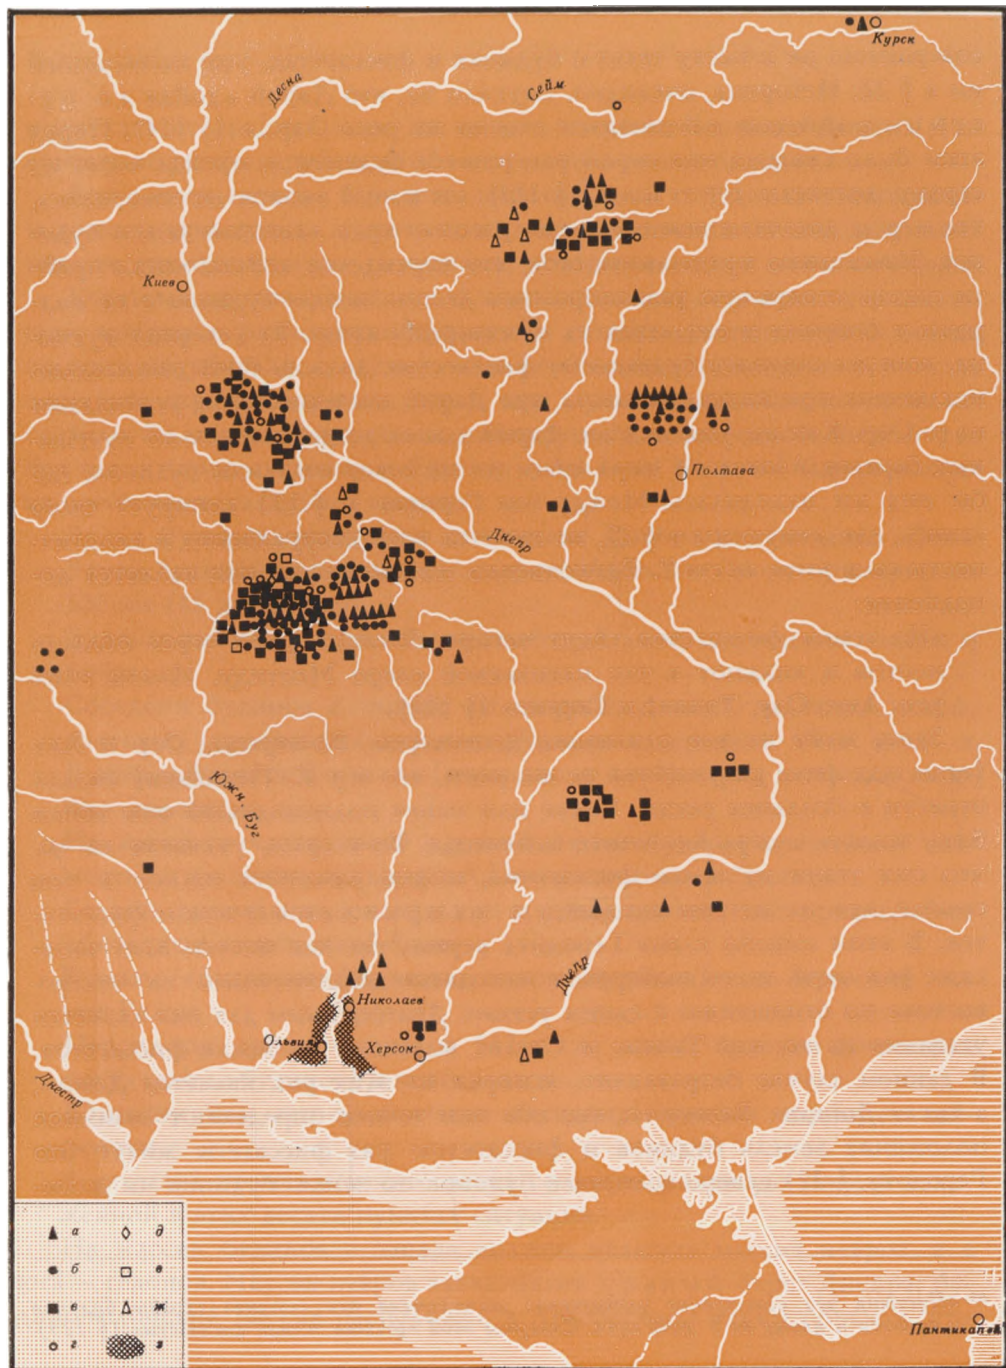 Курск
Десна
Сейм
Киев
Полтава
Днепр
Южн. Буг
Днепр
Николаев
Ольвия
Херсон
Днестр
Пантикапей
а д
б е
в ж
г з